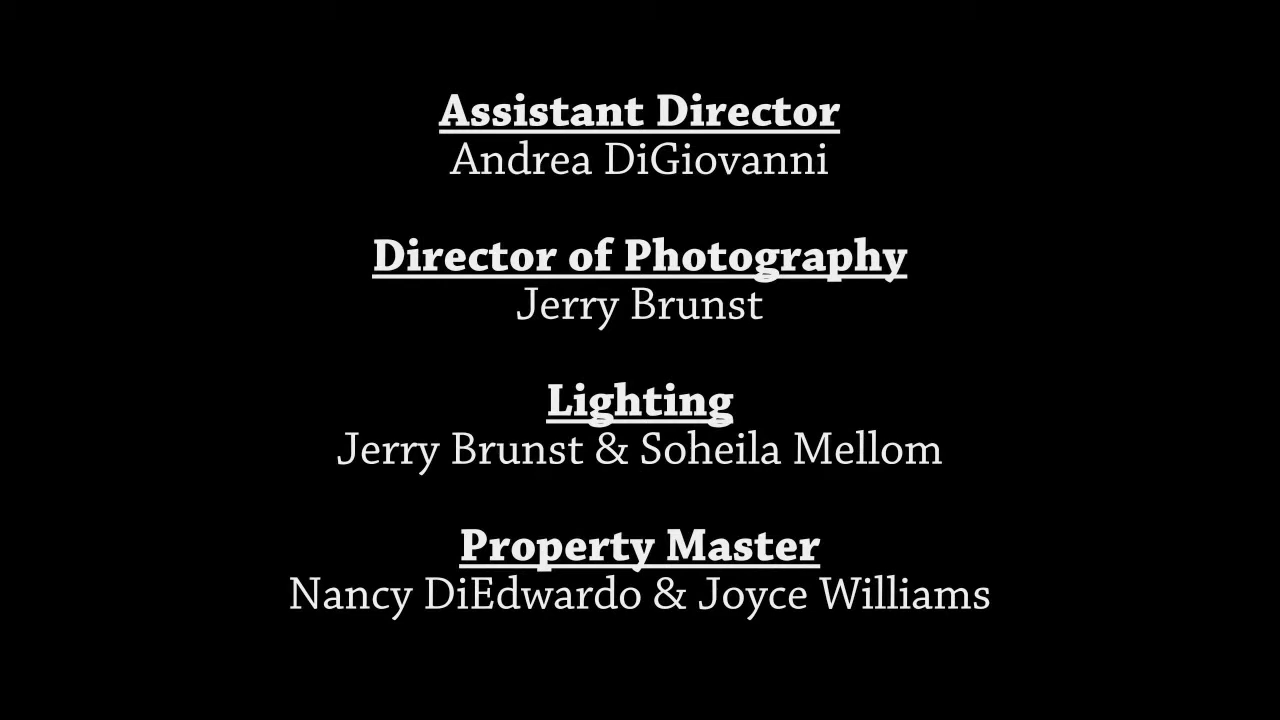 Assistant Director
Andrea DiGiovanni
Director of Photography
Jerry Brunst
Lighting
Jerry Brunst & Soheila Mellom
Property Master
Nancy DiEdwardo & Joyce Williams